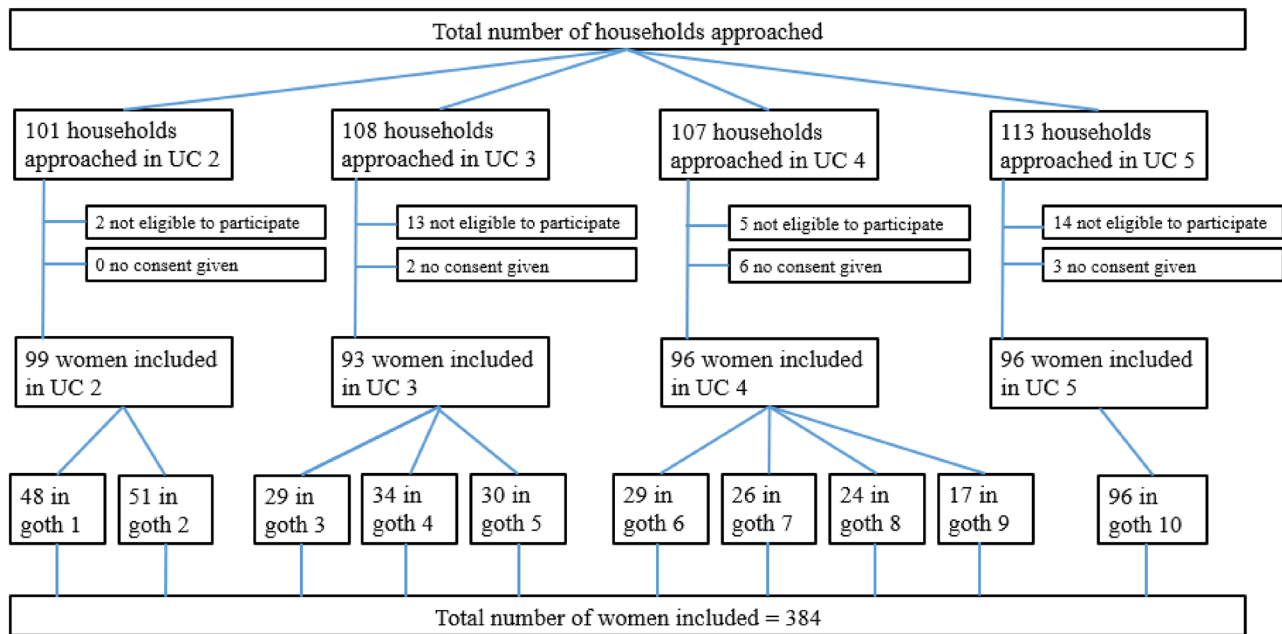 Total number of households approached
101 households
approached in UC 2
108 households
approached in UC 3
107 households
approached in UC 4
113 households
approached in UC 5
2 not eligible to participate
0 no consent given
13 not eligible to participate
2 no consent given
5 not eligible to participate
6 no consent given
14 not eligible to participate
3 no consent given
99 women included
in UC 2
93 women included
in UC 3
96 women included
in UC 4
96 women included
in UC 5
48 in
goth 1
51 in
goth 2
29 in
goth 3
34 in
goth 4
30 in
goth 5
29 in
goth 6
26 in
goth 7
24 in
goth 8
17 in
goth 9
96 in
goth 10
Total number of women included = 384